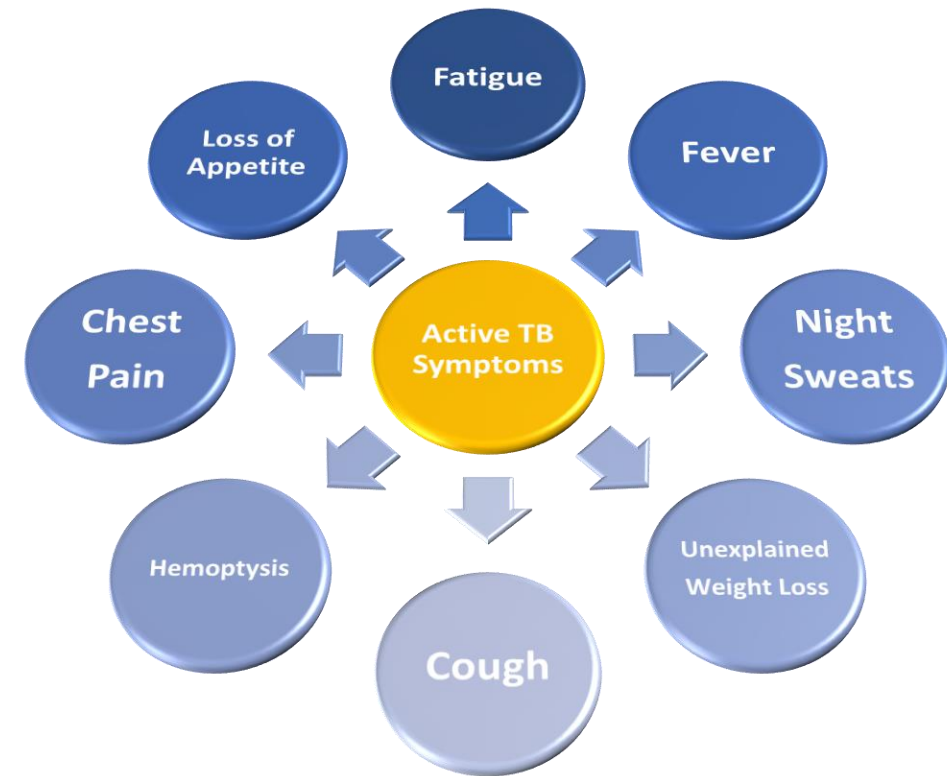 Fatigue
Fever
Night
Sweats
Unexplained
Weight Loss
Cough
Hemoptysis
Chest
Pain
Loss of
Appetite
Active TB
Symptoms